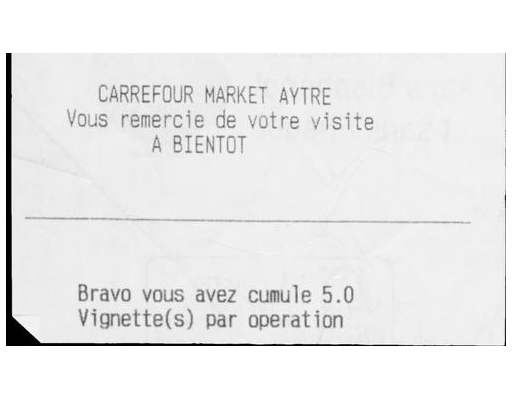 CARREFOUR MARKET AYTRE
Vous remercie de votre visite
A BIENTOT
Bravo vous avez cumule 5.0
Vignette(s) par operation